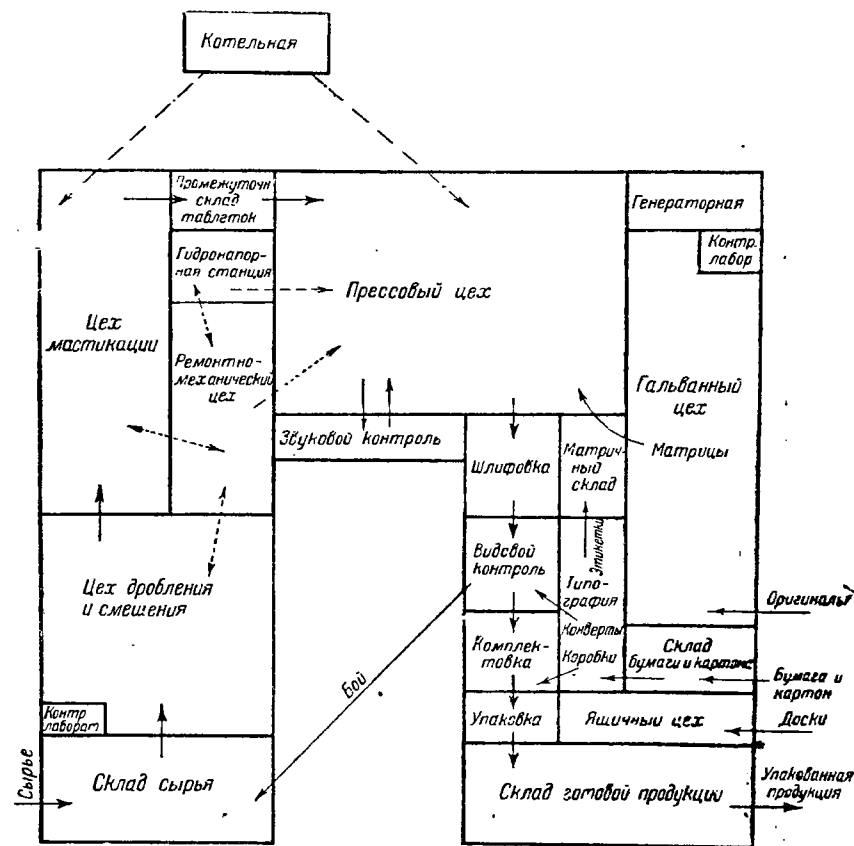 Котельная
Промежуточн
склад
таблеток
Генераторная
Контр.
лабор
Гидронапор-
ная станция
Прессовый цех
Цех
мастикации
Ремонтно-
механический
цех
Гальванный
цех
Звуковой контроль
Шлифовка
Матрич-
ный
склад
Матрицы
Этикетки
Видовой
контроль
Типо-
графия
Цех дробления
и смешения
Оригиналы
Конверты
Комплек-
товка
Коробки
Склад
бумаги и картона
Бумага и
картон
Бой
Контр
лаборат
Упаковка
Ящичный цех
Доски
Сырье
Склад сырья
Склад готовой продукции
Упакованная
продукция